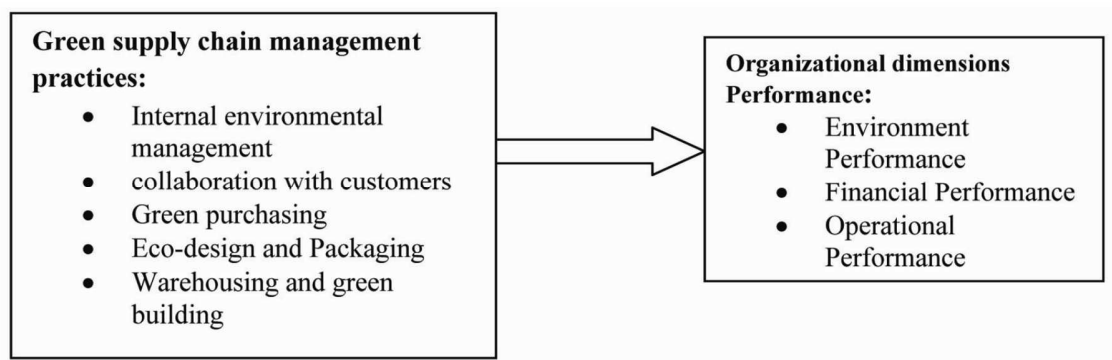 Green supply chain management
practices:
• Internal environmental
management
• collaboration with customers
• Green purchasing
• Eco-design and Packaging
• Warehousing and green
building
Organizational dimensions
Performance:
• Environment
Performance
• Financial Performance
• Operational
Performance